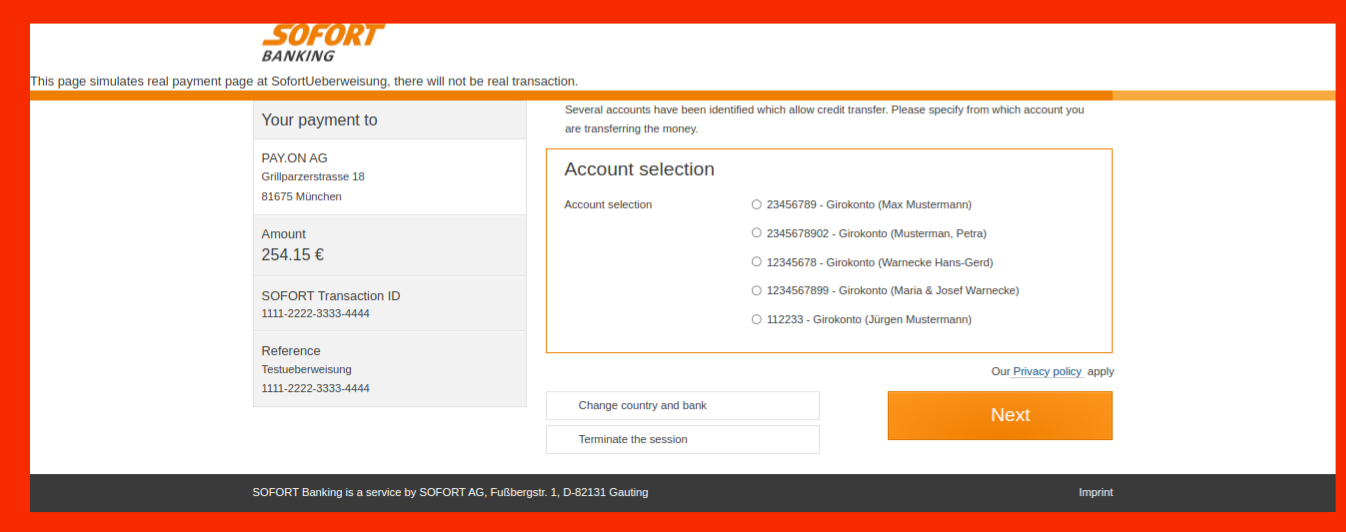 SOFORT
BANKING
This page simulates real payment page at SofortUeberweisung, there will not be real transaction.
Your payment to
PAY.ON AG
Grillparzerstrasse 18
81675 München
Amount
254.15 €
SOFORT Transaction ID
1111-2222-3333-4444
Reference
Testueberweisung
1111-2222-3333-4444
Several accounts have been identified which allow credit transfer. Please specify from which account you
are transferring the money.
Account selection
Account selection
23456789 - Girokonto (Max Mustermann)
2345678902 - Girokonto (Musterman, Petra)
12345678 - Girokonto (Warnecke Hans-Gerd)
1234567899 - Girokonto (Maria & Josef Warnecke)
112233 - Girokonto (Jürgen Mustermann)
Our Privacy policy apply
Change country and bank
Next
Terminate the session
SOFORT Banking is a service by SOFORT AG, Fußbergstr. 1, D-82131 Gauting
Imprint